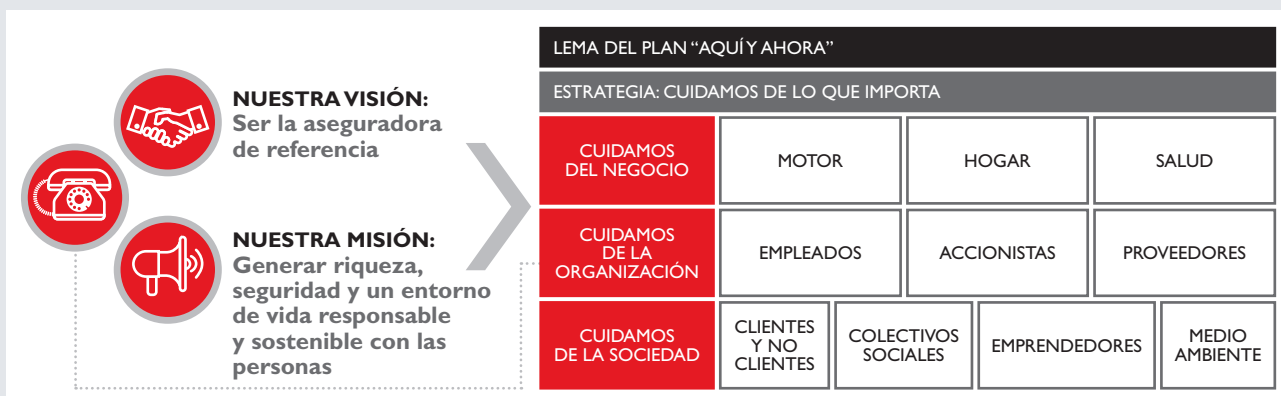 NUESTRA VISIÓN:
Ser la aseguradora
de referencia
NUESTRA MISIÓN:
Generar riqueza,
seguridad y un entorno
de vida responsable
y sostenible con las
personas
LEMA DEL PLAN “AQUÍ Y AHORA”
ESTRATEGIA: CUIDAMOS DE LO QUE IMPORTA
CUIDAMOS
DEL NEGOCIO
MOTOR
HOGAR
SALUD
CUIDAMOS
DE LA
ORGANIZACIÓN
EMPLEADOS
ACCIONISTAS
PROVEEDORES
CUIDAMOS
DE LA SOCIEDAD
CLIENTES
Y NO
CLIENTES
COLECTIVOS
SOCIALES
EMPRENDEDORES
MEDIO
AMBIENTE